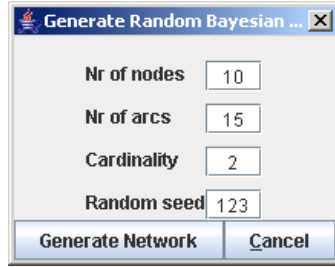 Generate Random Bayesian ...
Nr of nodes 10
Nr of arcs 15
Cardinality 2
Random seed 123
Generate Network Cancel